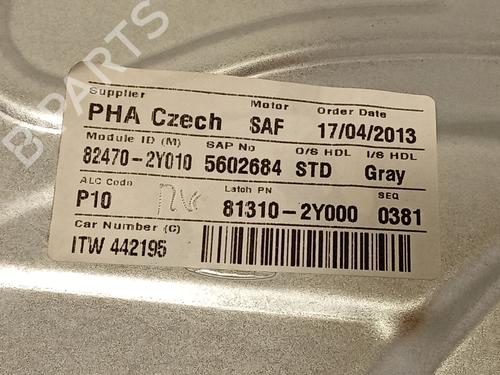 B PARTS
Supplier Motor Order Date
PHA Czech SAF 17/04/2013
Module ID (M) SAP No O/S HDL I/S HDL
82470-2Y010 5602684 STD Gray
ALC Code Latch PN SEQ
P10 81310-2Y000 0381
Car Number (C)
ITW 442195